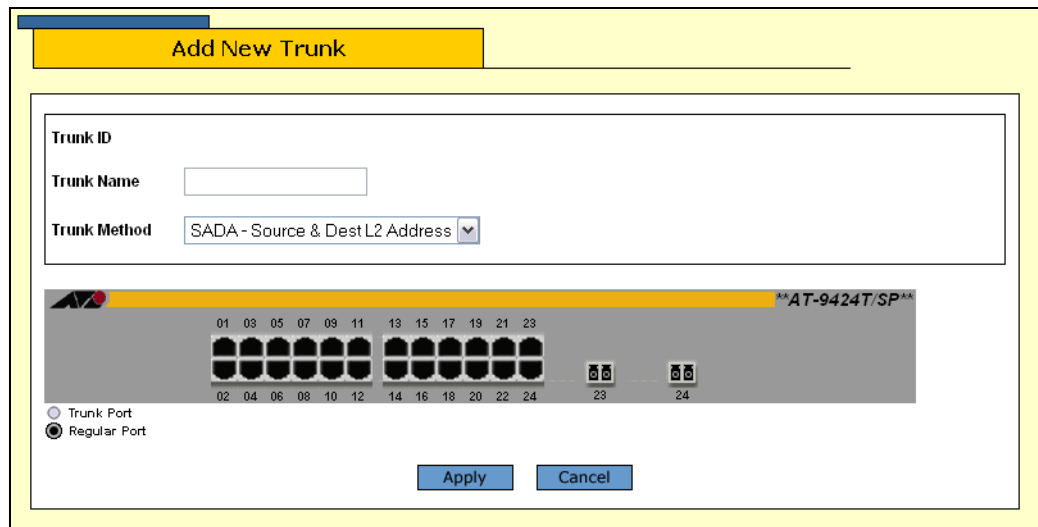 Add New Trunk
Trunk ID
Trunk Name
Trunk Method SADA - Source & Dest L2 Address
**AT-9424T/SP**
01 03 05 07 09 11 13 15 17 19 21 23
02 04 06 08 10 12 14 16 18 20 22 24 23 24
Trunk Port
Regular Port
Apply Cancel